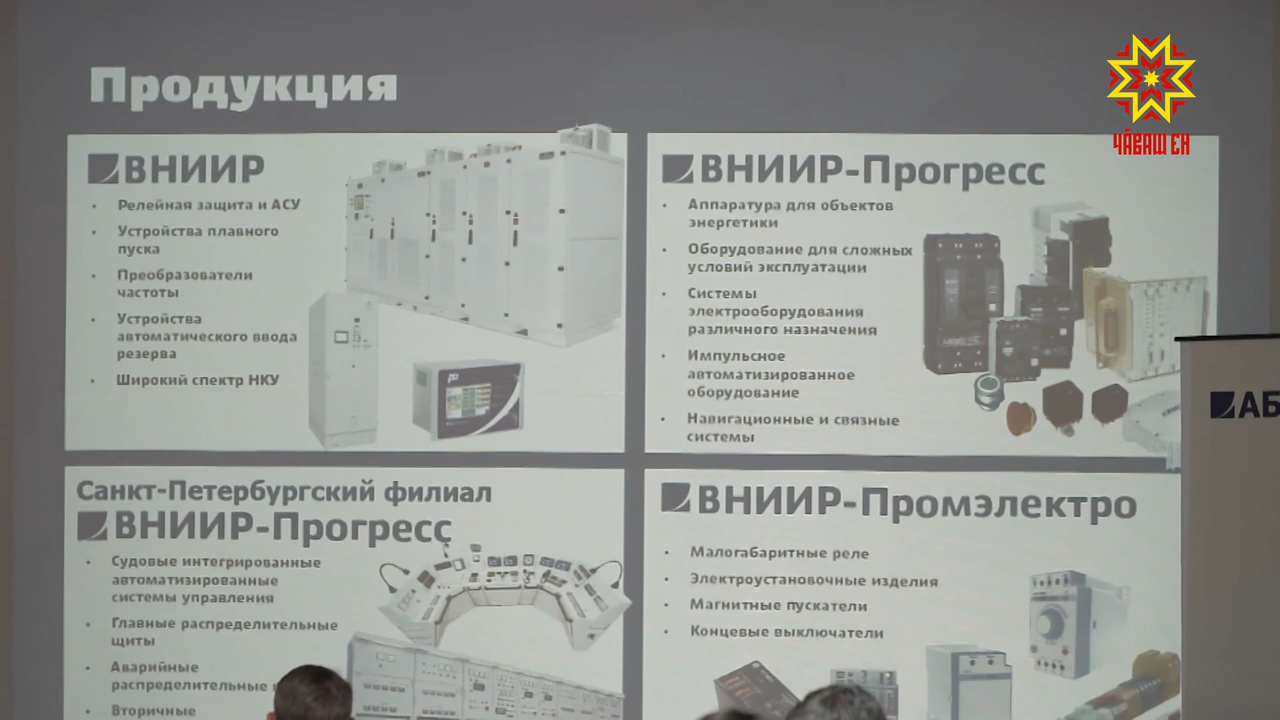 Продукция
ЧӐВАШ ЕН
ВНИИР
Релейная защита и АСУ
Устройства плавного
пуска
Преобразователи
частоты
Устройства
автоматического ввода
резерва
Широкий спектр НКУ
ВНИИР-Прогресс
Аппаратура для объектов
энергетики
Оборудование для сложных
условий эксплуатации
Системы
электрооборудования
различного назначения
Импульсное
автоматизированное
оборудование
Навигационные и связные
системы
АБ
Санкт-Петербургский филиал
ВНИИР-Прогресс
Судовые интегрированные
автоматизированные
системы управления
Главные распределительные
щиты
Аварийные
распределительные
Вторичные
ВНИИР-Промэлектро
Малогабаритные реле
Электроустановочные изделия
Магнитные пускатели
Концевые выключатели